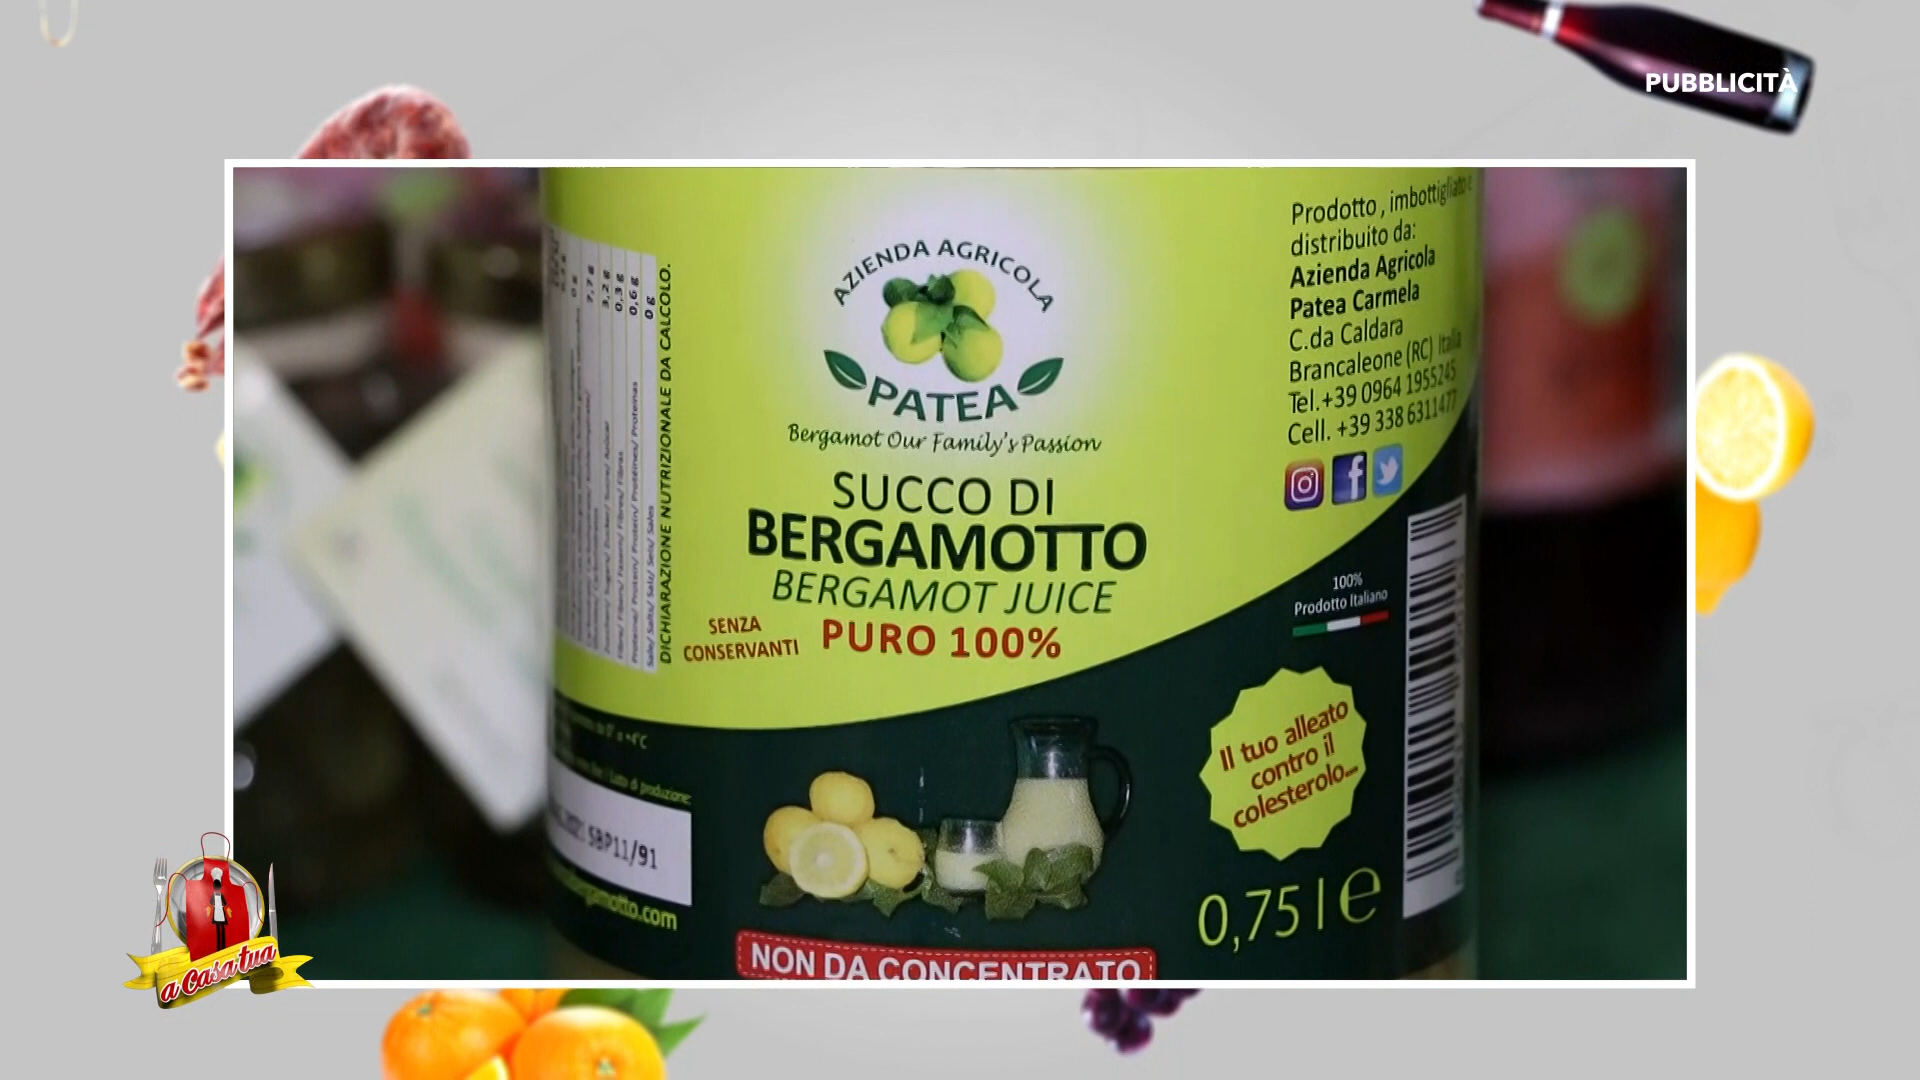 PUBBLICITÀ
AZIENDA AGRICOLA
PATEA
Bergamot Our Family's Passion
SUCCO DI
BERGAMOTTO
BERGAMOT JUICE
SENZA
CONSERVANTI
PURO 100%
DICHIARAZIONE NUTRIZIONALE DA CALCOLO.
Prodotto, imbottigliato e
distribuito da:
Azienda Agricola
Patea Carmela
C.da Caldara
Brancaleone (RC) Italia
Tel.+39 0964 1955245
Cell. +39 338 6311477
100%
Prodotto Italiano
Il tuo alleato
contro il
colesterolo...
0,75 l e
di produzione:
SBP11/91
NON DA CONCENTRATO
a Casa tua